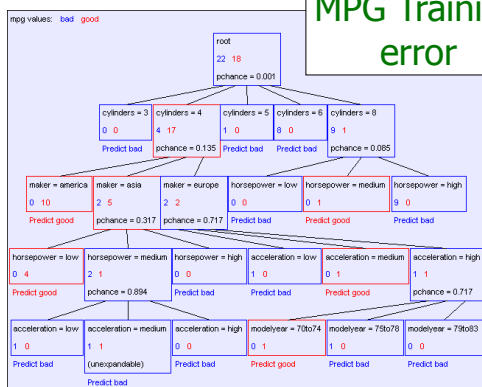 MPG Traini
error
mpg values: bad good
root
22 18
pchance = 0.001
cylinders = 3 cylinders = 4 cylinders = 5 cylinders = 6 cylinders = 8
0 0 4 17 1 0 8 0 9 1
Predict bad pchance = 0.135 Predict bad Predict bad pchance = 0.085
maker = america maker = asia maker = europe horsepower = low horsepower = medium horsepower = high
0 10 2 5 2 2 0 0 0 1 9 0
Predict good pchance = 0.317 pchance = 0.717 Predict bad Predict good Predict bad
horsepower = low horsepower = medium horsepower = high acceleration = low acceleration = medium acceleration = high
0 4 2 1 0 0 1 0 0 1 1 1
Predict good pchance = 0.894 Predict bad Predict bad Predict good pchance = 0.717
acceleration = low acceleration = medium acceleration = high modelyear = 70to74 modelyear = 75to78 modelyear = 79to83
1 0 1 1 0 0 0 1 1 0 0 0
Predict bad (unexpandable) Predict bad Predict good Predict bad Predict bad
Predict bad